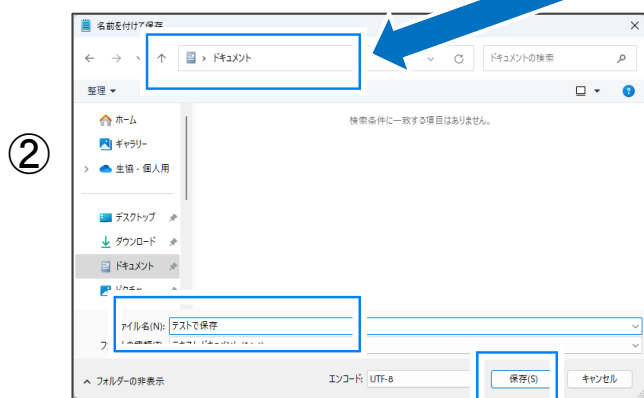 名前を付けて保存
ドキュメント
ドキュメントの検索
整理
②
ホーム
検索条件に一致する項目はありません。
ギャラリー
生協 - 個人用
デスクトップ
ダウンロード
ドキュメント
ピクチャ
ァイル名(N): テストで保存
フォルダーの非表示
エンコード: UTF-8
保存(S)
キャンセル